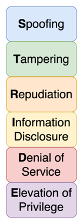 Spoofing
Tampering
Repudiation
Information
Disclosure
Denial of
Service
Elevation of
Privilege